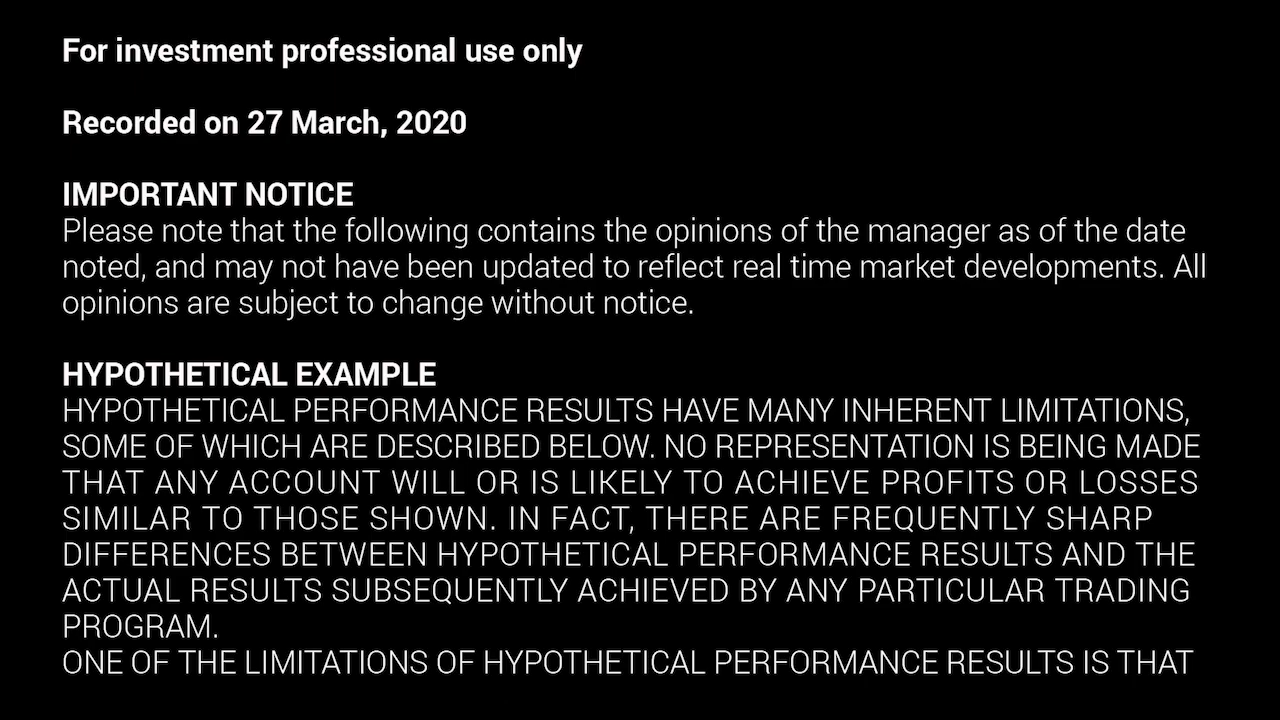 For investment professional use only
Recorded on 27 March, 2020
IMPORTANT NOTICE
Please note that the following contains the opinions of the manager as of the date
noted, and may not have been updated to reflect real time market developments. All
opinions are subject to change without notice.
HYPOTHETICAL EXAMPLE
HYPOTHETICAL PERFORMANCE RESULTS HAVE MANY INHERENT LIMITATIONS,
SOME OF WHICH ARE DESCRIBED BELOW. NO REPRESENTATION IS BEING MADE
THAT ANY ACCOUNT WILL OR IS LIKELY TO ACHIEVE PROFITS OR LOSSES
SIMILAR TO THOSE SHOWN. IN FACT, THERE ARE FREQUENTLY SHARP
DIFFERENCES BETWEEN HYPOTHETICAL PERFORMANCE RESULTS AND THE
ACTUAL RESULTS SUBSEQUENTLY ACHIEVED BY ANY PARTICULAR TRADING
PROGRAM.
ONE OF THE LIMITATIONS OF HYPOTHETICAL PERFORMANCE RESULTS IS THAT